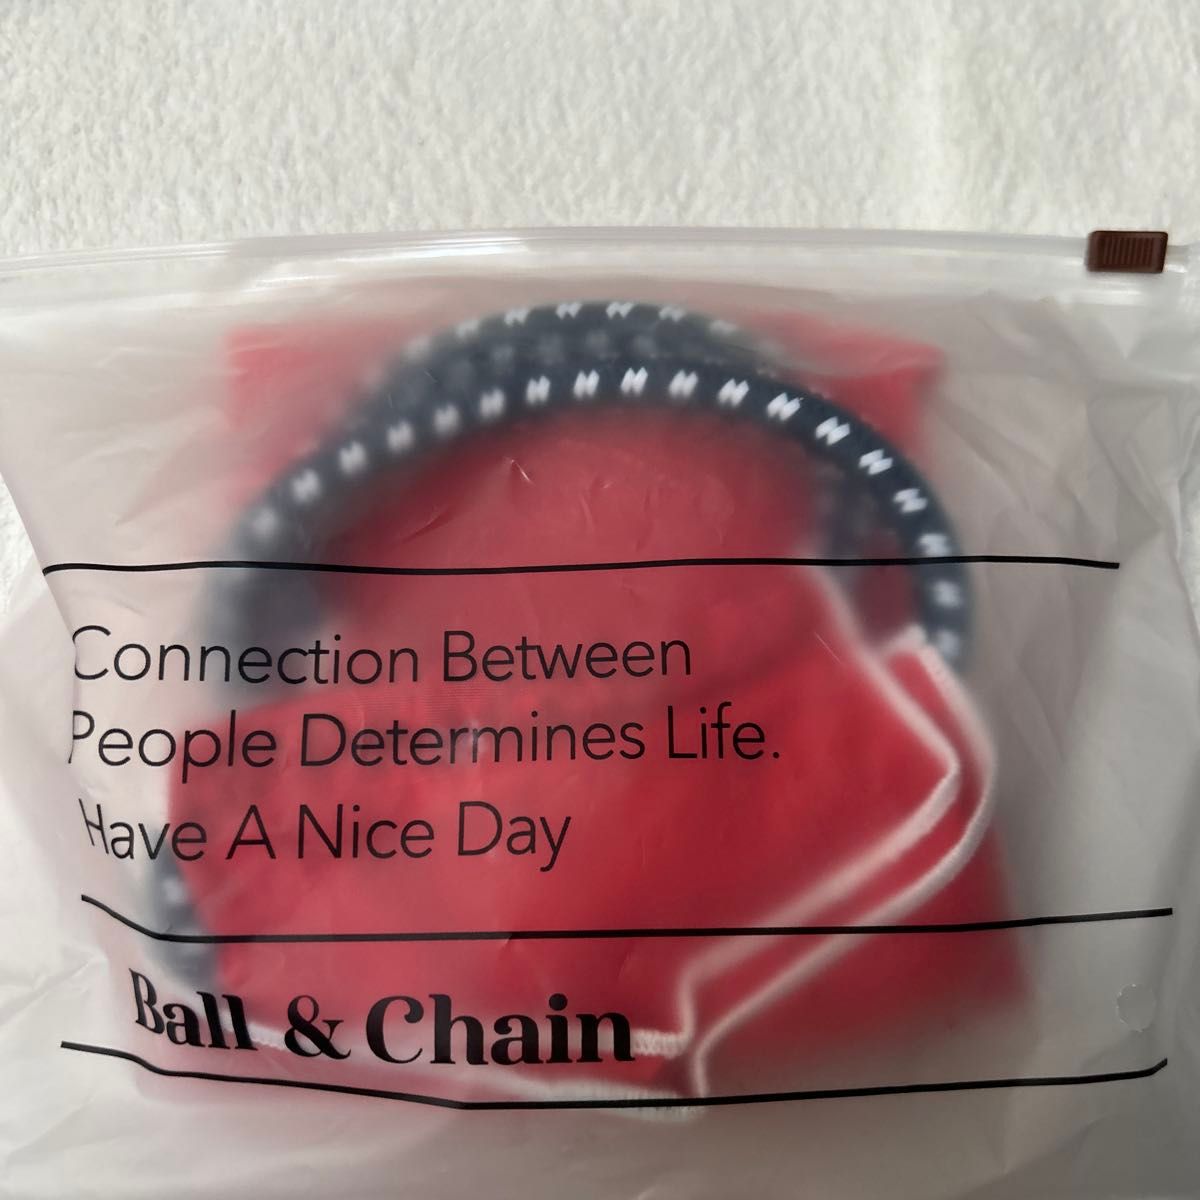 Connection Between
People Determines Life.
Have A Nice Day
Ball & Chain